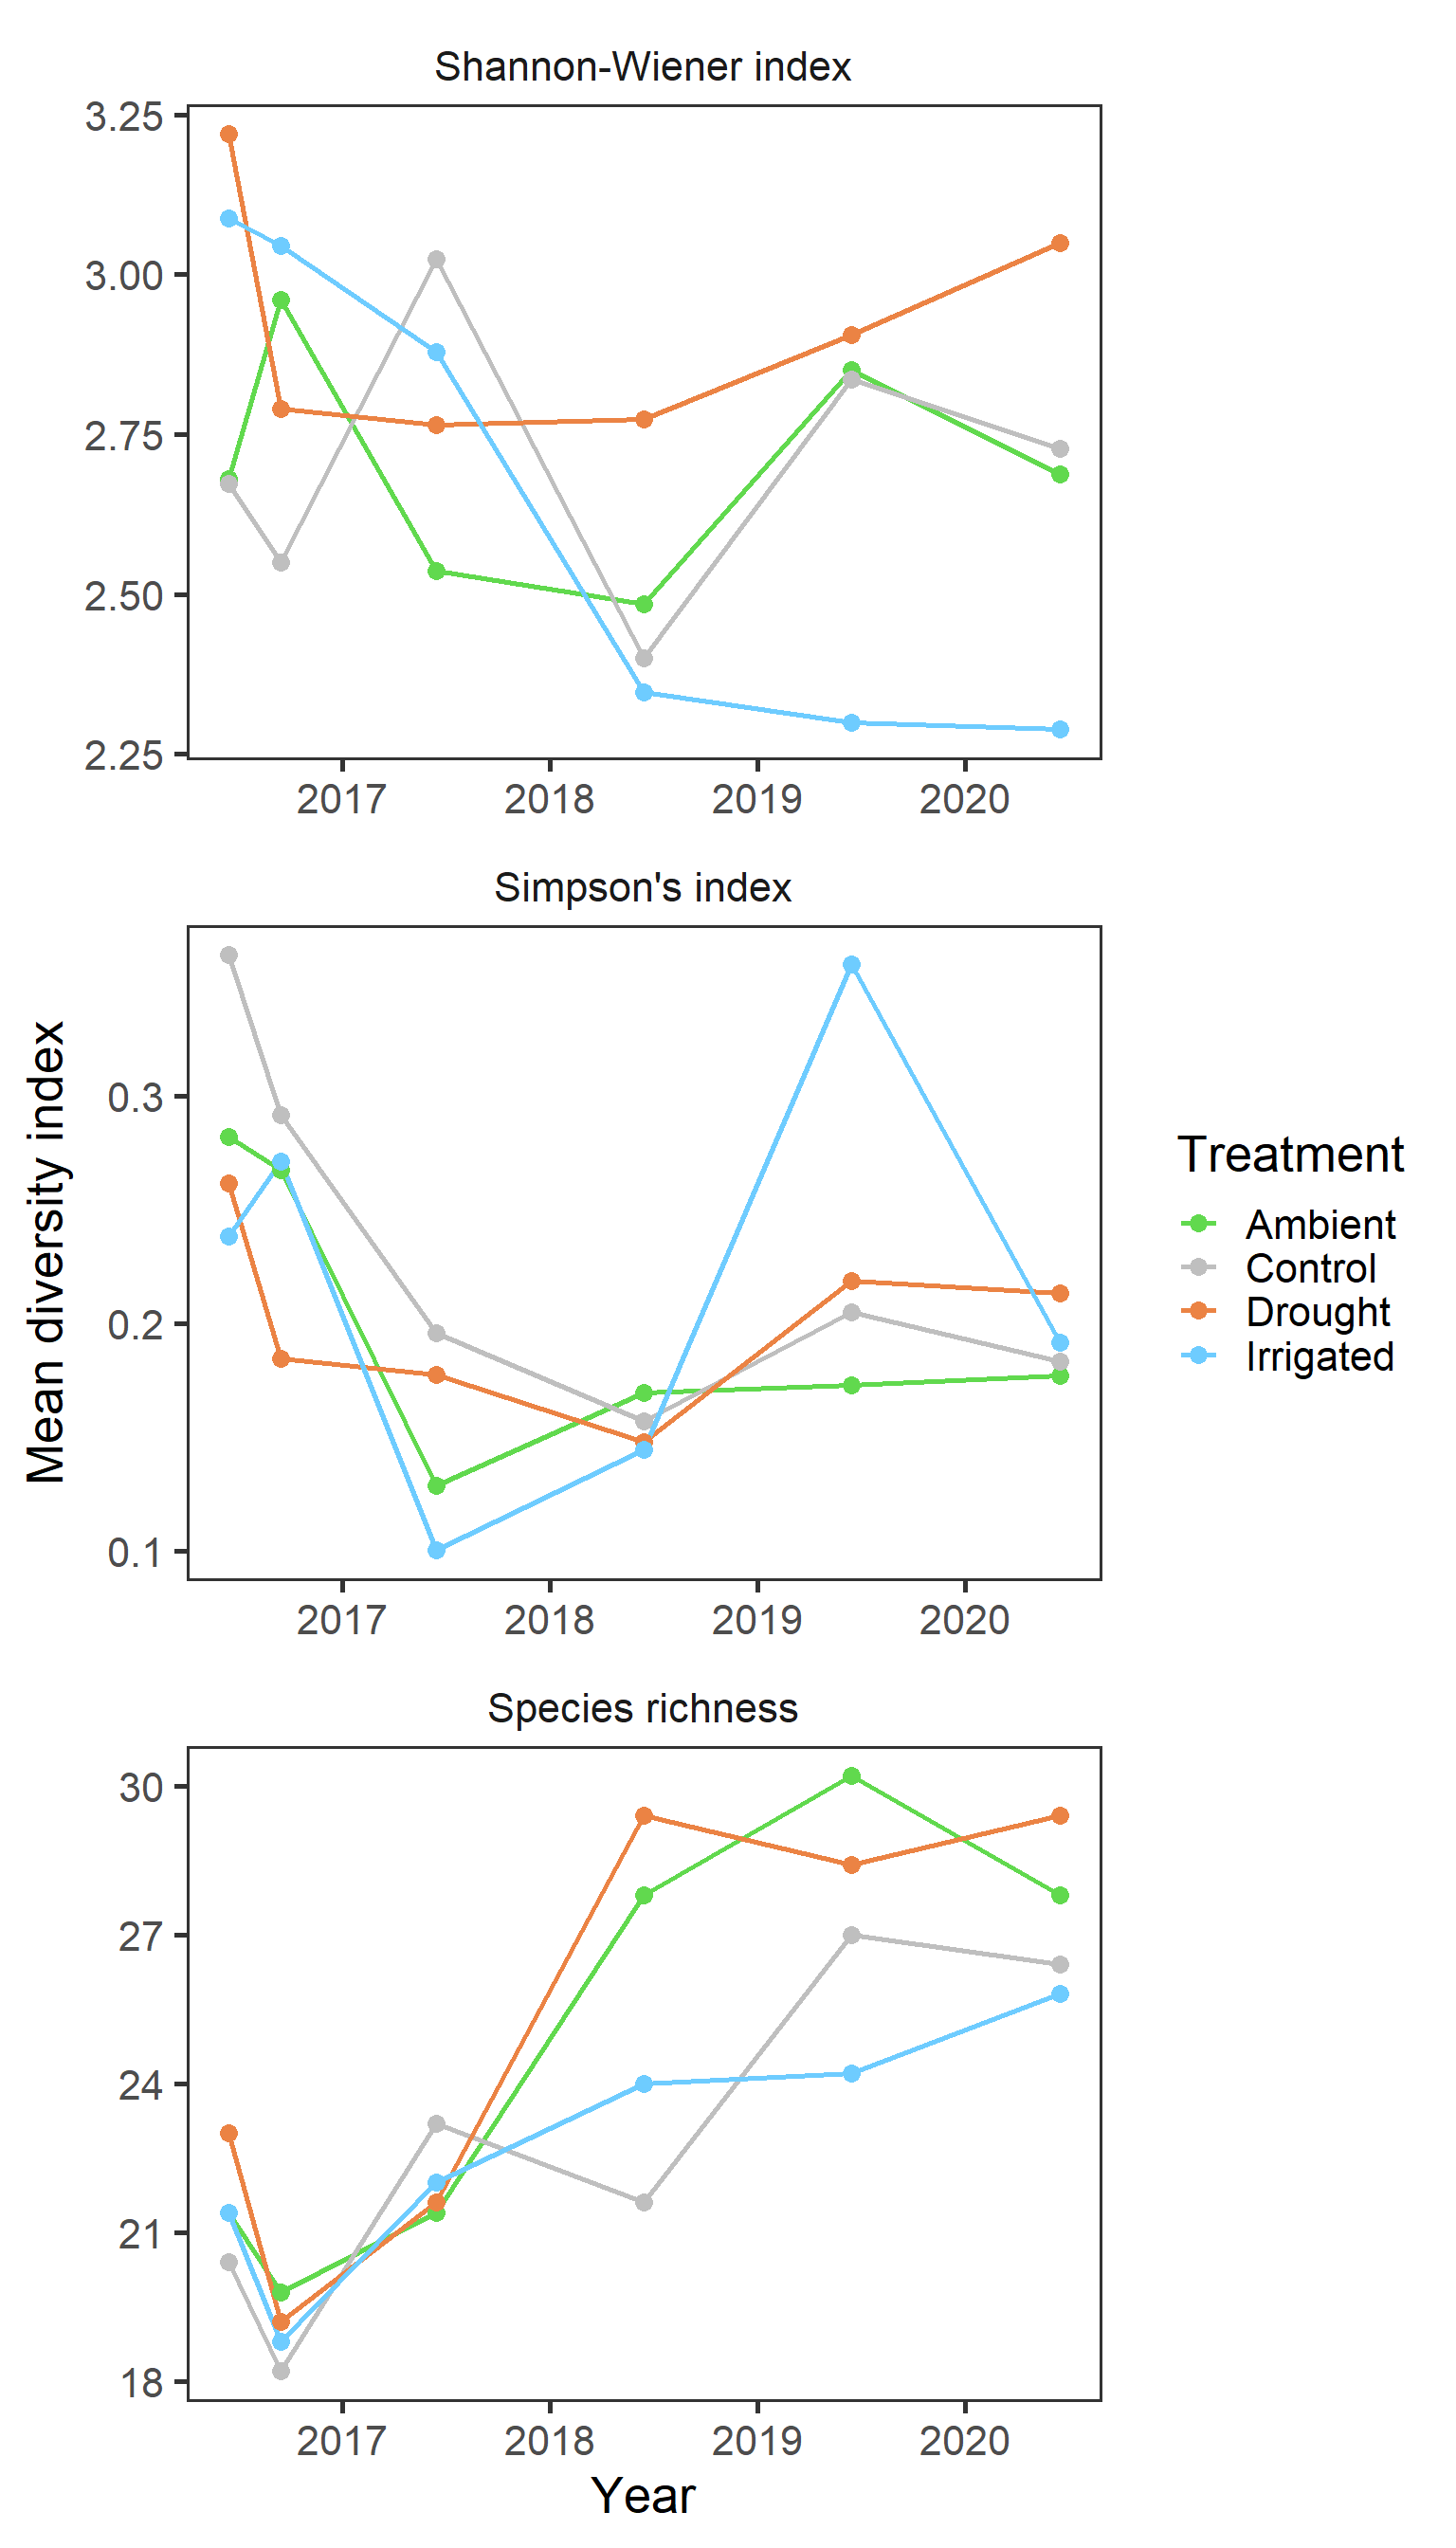 Shannon-Wiener index
3.25
3.00
2.75
2.50
2.25
2017 2018 2019 2020
Simpson's index
Mean diversity index
0.3
0.2
0.1
2017 2018 2019 2020
Treatment
Ambient
Control
Drought
Irrigated
Species richness
30
27
24
21
18
2017 2018 2019 2020
Year